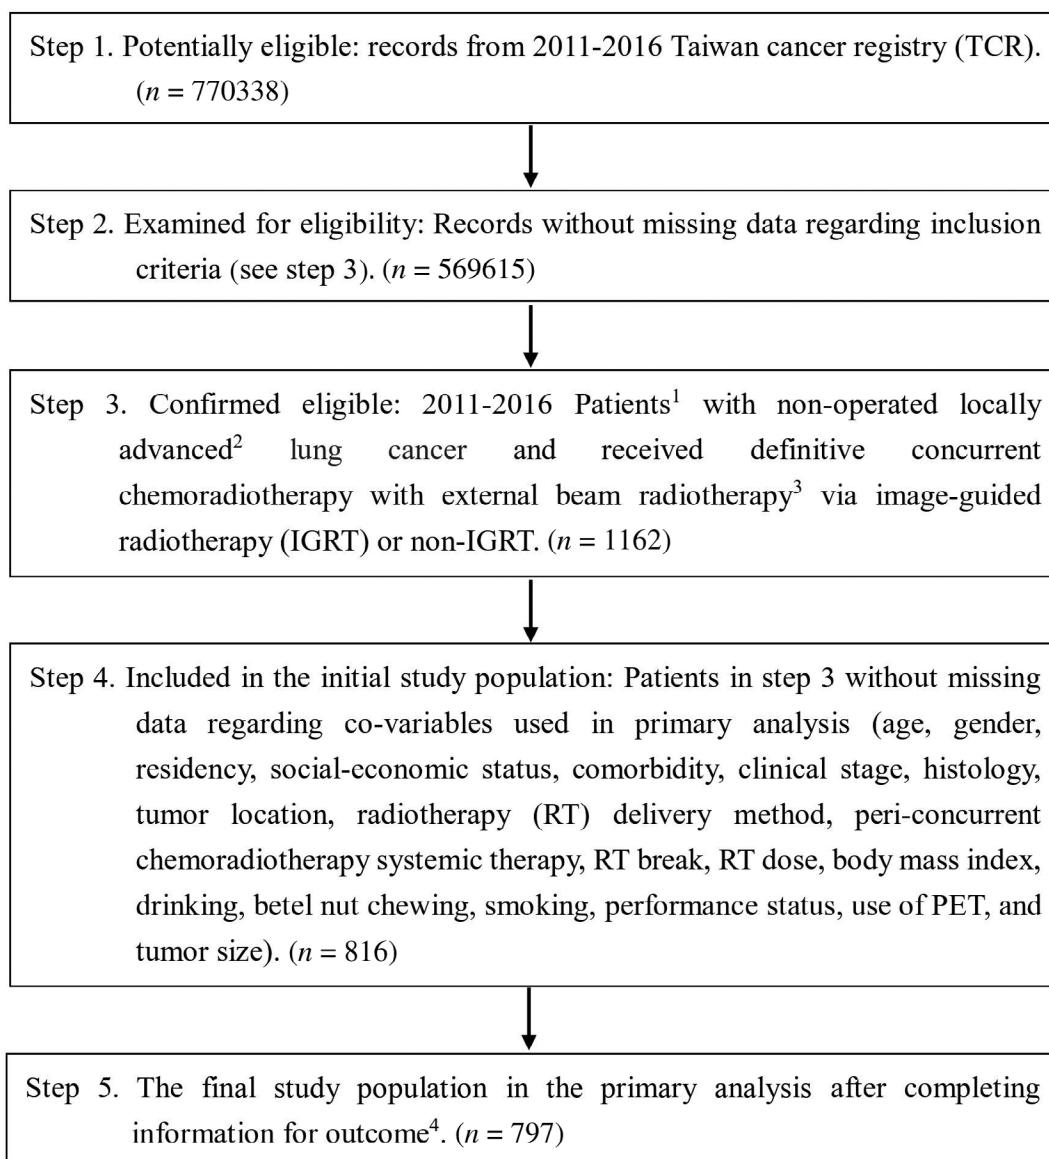 Step 1. Potentially eligible: records from 2011-2016 Taiwan cancer registry (TCR).
(n = 770338)
Step 2. Examined for eligibility: Records without missing data regarding inclusion
criteria (see step 3). (n = 569615)
Step 3. Confirmed eligible: 2011-2016 Patients¹ with non-operated locally
advanced² lung cancer and received definitive concurrent
chemoradiotherapy with external beam radiotherapy³ via image-guided
radiotherapy (IGRT) or non-IGRT. (n = 1162)
Step 4. Included in the initial study population: Patients in step 3 without missing
data regarding co-variables used in primary analysis (age, gender,
residency, social-economic status, comorbidity, clinical stage, histology,
tumor location, radiotherapy (RT) delivery method, peri-concurrent
chemoradiotherapy systemic therapy, RT break, RT dose, body mass index,
drinking, betel nut chewing, smoking, performance status, use of PET, and
tumor size). (n = 816)
Step 5. The final study population in the primary analysis after completing
information for outcome⁴. (n = 797)